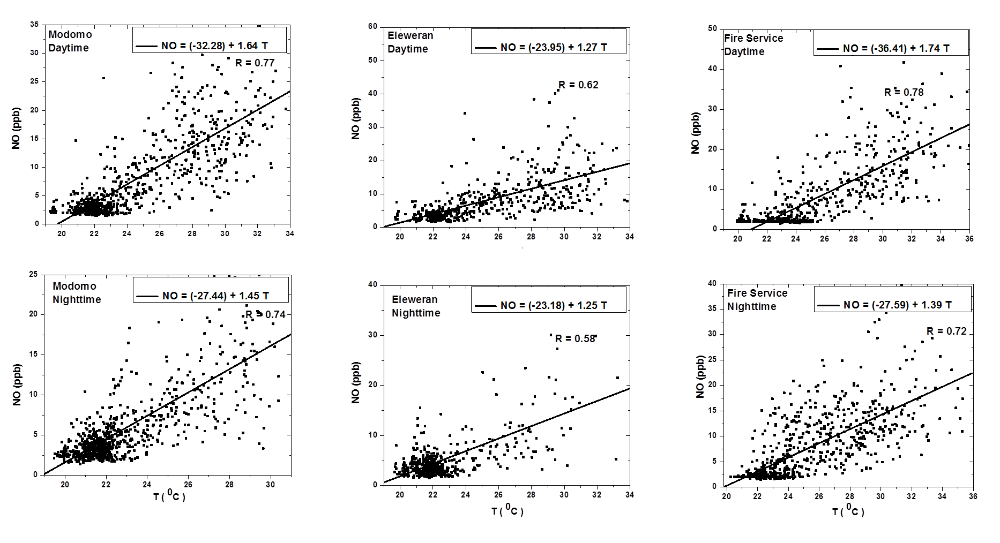 Modomo
Daytime
NO = (-32.28) + 1.64 T
R = 0.77
NO (ppb)
35
30
25
20
15
10
5
0
20 22 24 26 28 30 32 34
Eleweran
Daytime
NO = (-23.95) + 1.27 T
R = 0.62
NO (ppb)
60
50
40
30
20
10
0
20 22 24 26 28 30 32 34
Fire Service
Daytime
NO = (-36.41) + 1.74 T
R = 0.78
NO (ppb)
50
40
30
20
10
0
20 22 24 26 28 30 32 34 36
Modomo
Nighttime
NO = (-27.44) + 1.45 T
R = 0.74
NO (ppb)
25
20
15
10
5
0
20 22 24 26 28 30
T ( 0C )
Eleweran
Nighttime
NO = (-23.18) + 1.25 T
R = 0.58
NO (ppb)
40
30
20
10
0
20 22 24 26 28 30 32 34
T ( 0C )
Fire Service
Nighttime
NO = (-27.59) + 1.39 T
R = 0.72
NO (ppb)
40
35
30
25
20
15
10
5
0
20 22 24 26 28 30 32 34 36
T ( 0C )